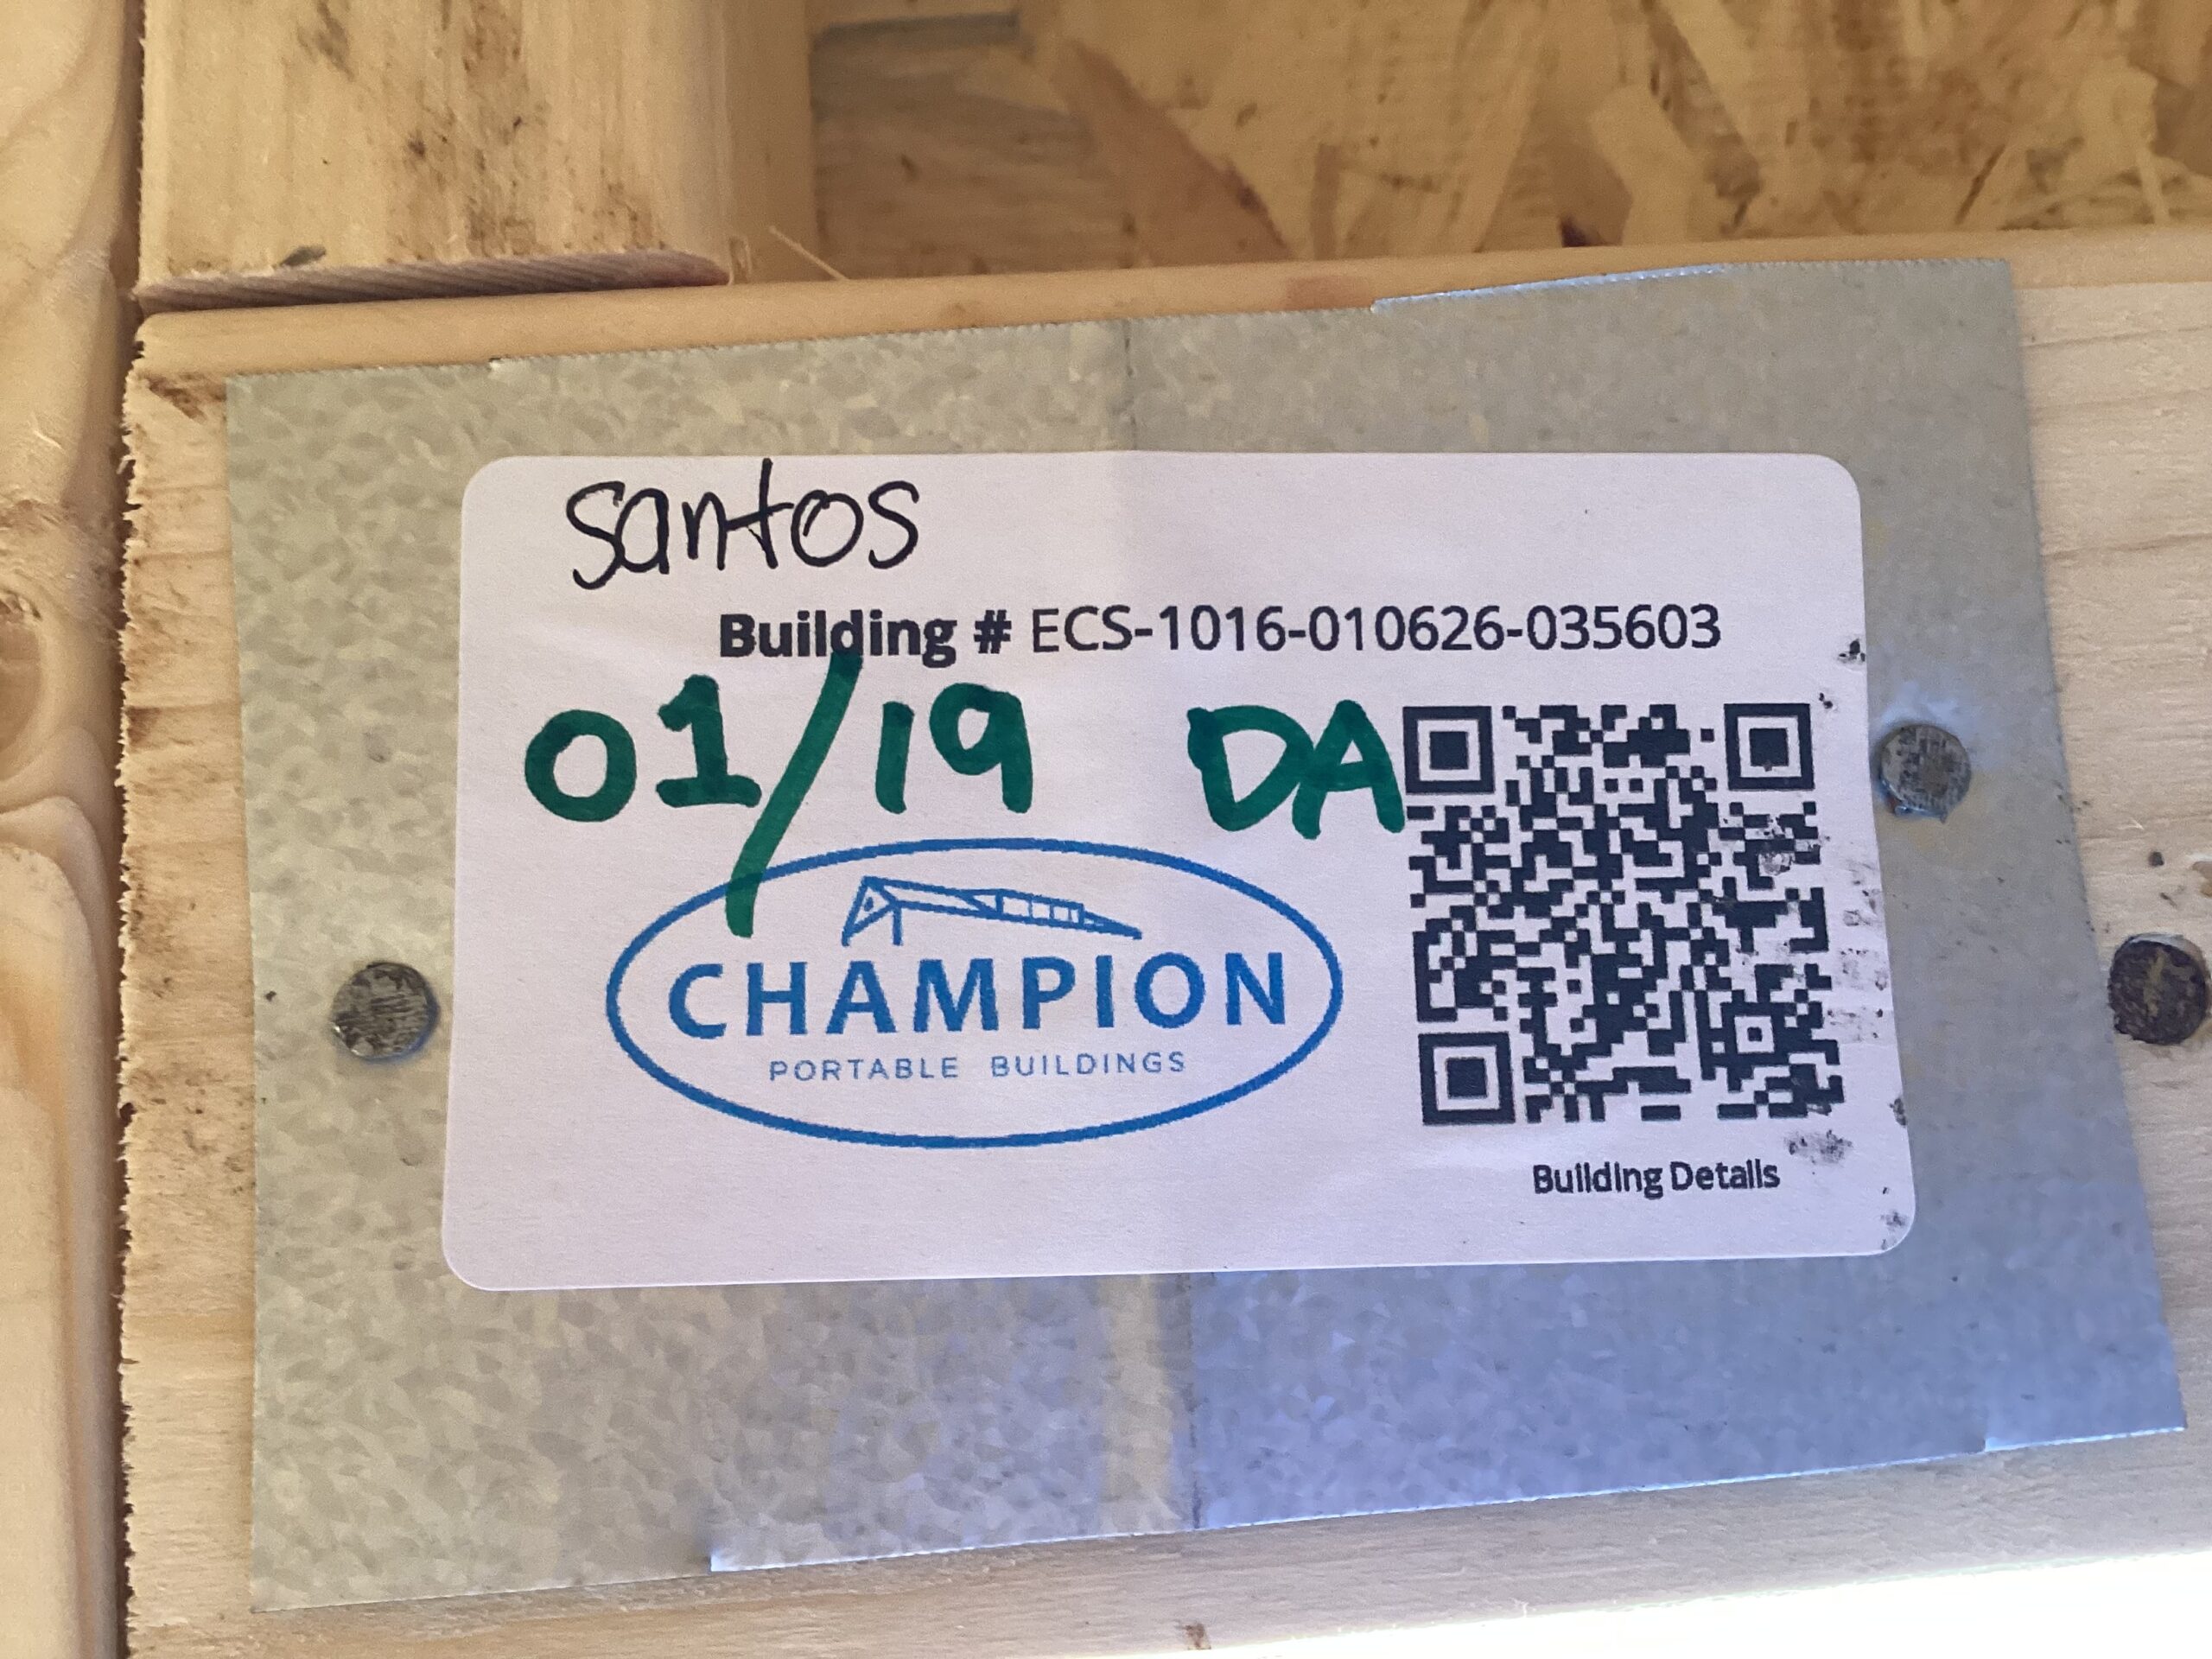 santos
Building # ECS-1016-010626-035603
01/19 DA
CHAMPION
PORTABLE BUILDINGS
Building Details